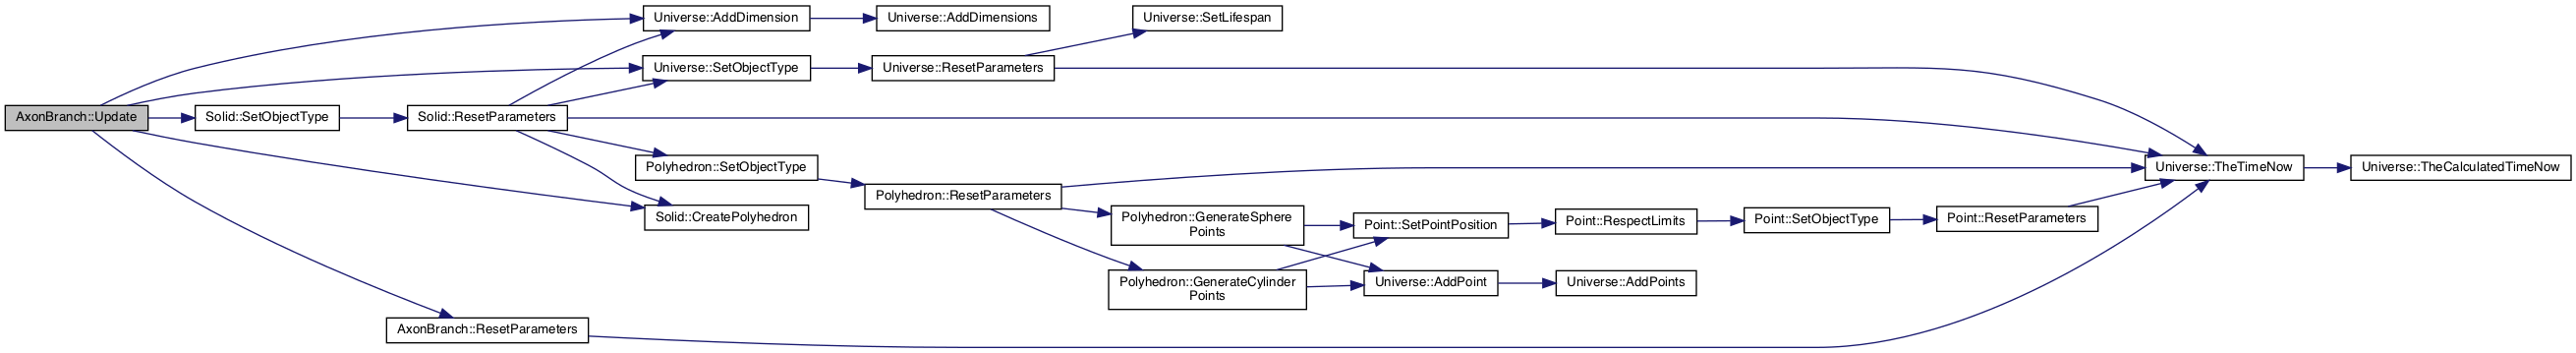 Universe::AddDimension
Universe::AddDimensions
Universe::SetLifespan
Universe::SetObjectType
Universe::ResetParameters
AxonBranch::Update
Solid::SetObjectType
Solid::ResetParameters
Polyhedron::SetObjectType
Universe::TheTimeNow
Universe::TheCalculatedTimeNow
Polyhedron::ResetParameters
Solid::CreatePolyhedron
Polyhedron::GenerateSphere
Points
Point::SetPointPosition
Point::RespectLimits
Point::SetObjectType
Point::ResetParameters
Polyhedron::GenerateCylinder
Points
Universe::AddPoint
Universe::AddPoints
AxonBranch::ResetParameters